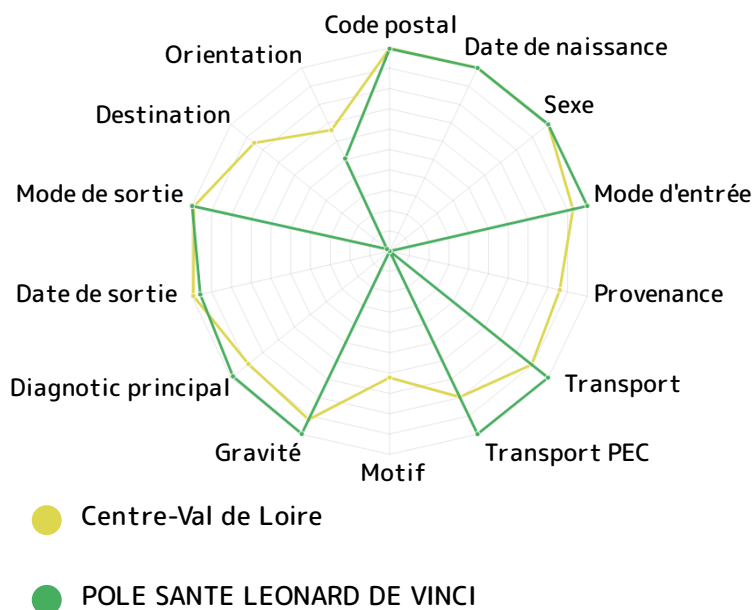 Code postal
Date de naissance
Orientation
Sexe
Destination
Mode de sortie
Mode d'entrée
Date de sortie
Provenance
Diagnotic principal
Transport
Gravité
Transport PEC
Motif
Centre-Val de Loire
POLE SANTE LEONARD DE VINCI